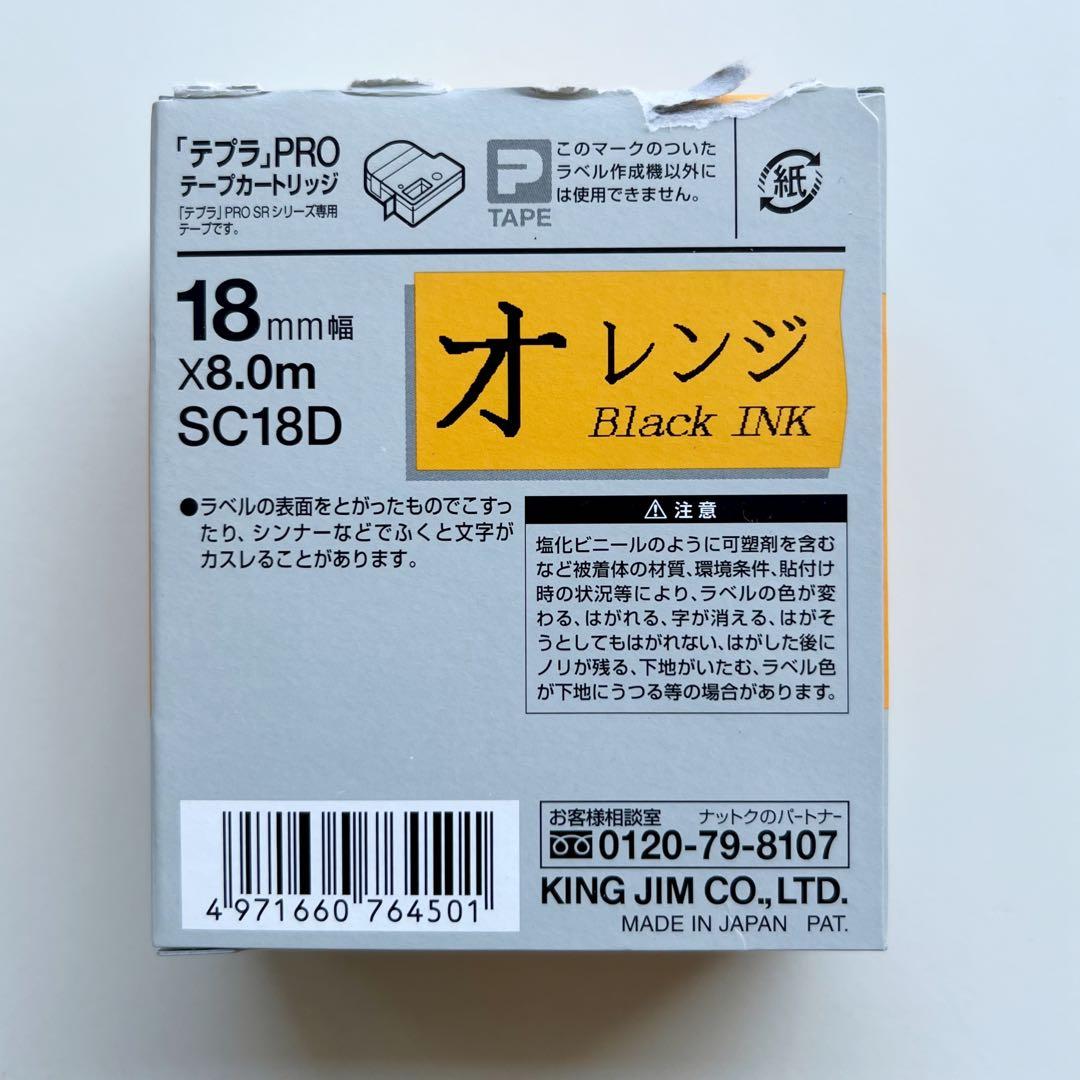 「テプラ」PRO
テープカートリッジ
「テプラ」PRO SRシリーズ専用
テープです。
P
TAPE
このマークのついた
ラベル作成機以外に
は使用できません。
紙
18mm幅
X8.0m
SC18D
オレンジ
Black INK
●ラベルの表面をとがったものでこすっ
たり、シンナーなどでふくと文字が
カスレることがあります。
⚠注意
塩化ビニールのように可塑剤を含む
など被着体の材質、環境条件、貼付け
時の状況等により、ラベルの色が変
わる、はがれる、字が消える、はがそ
うとしてもはがれない、はがした後に
ノリが残る、下地がいたむ、ラベル色
が下地にうつる等の場合があります。
4 971660 764501
お客様相談室 ナットクのパートナー
0120-79-8107
KING JIM CO.,LTD.
MADE IN JAPAN PAT.